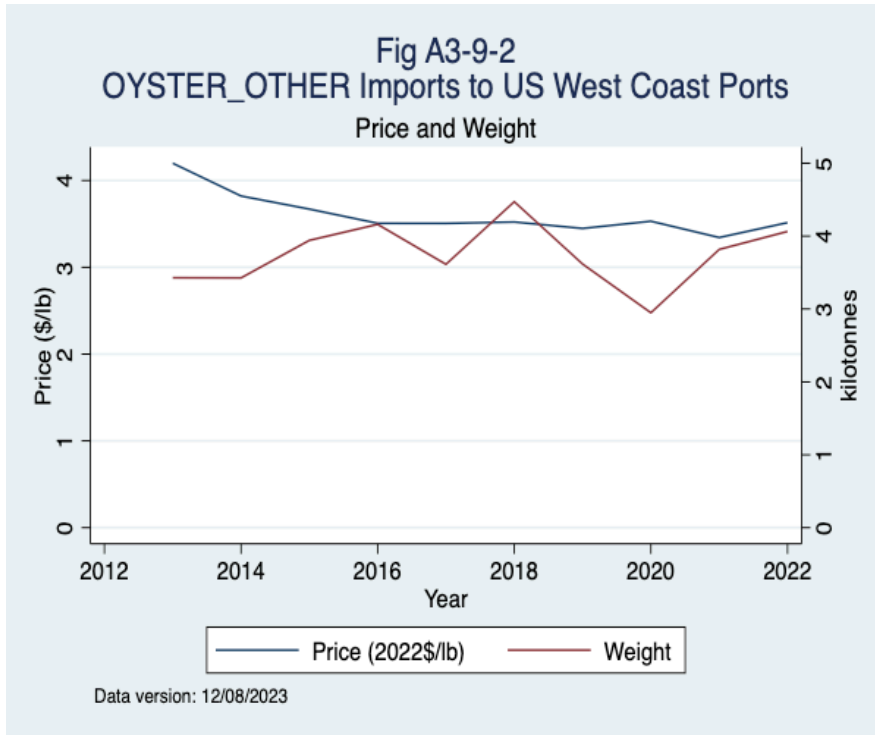 Fig A3-9-2
OYSTER_OTHER Imports to US West Coast Ports
Price and Weight
Price ($/lb)
4
3
2
1
0
5
4
3
2
1
0
kilotonnes
2012
2014
2016
2018
2020
2022
Year
Price (2022$/lb)
Weight
Data version: 12/08/2023